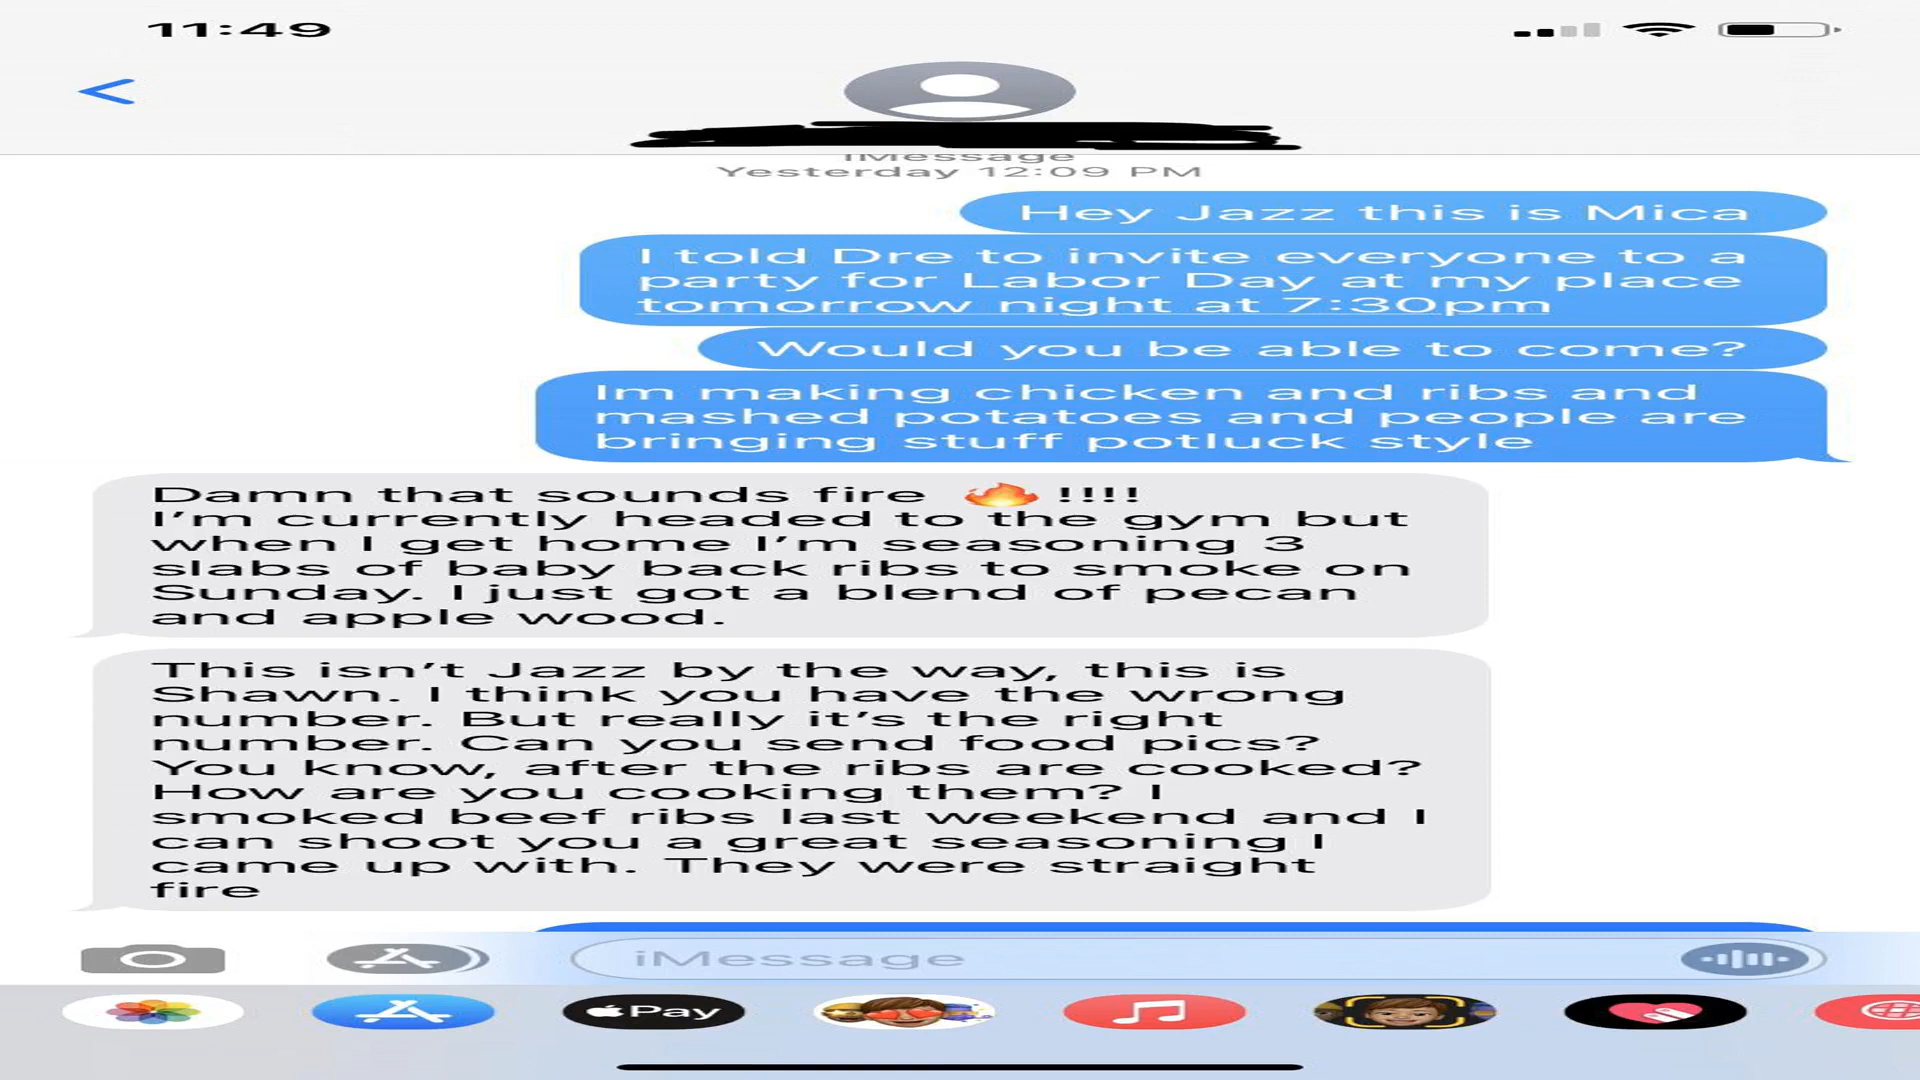 11:49
iMessage
Yesterday 12:09 PM
Hey Jazz this is Mica
I told Dre to invite everyone to a
party for Labor Day at my place
tomorrow night at 7:30pm
Would you be able to come?
Im making chicken and ribs and
mashed potatoes and people are
bringing stuff potluck style
Damn that sounds fire 🔥 !!!!
I’m currently headed to the gym but
when I get home I’m seasoning 3
slabs of baby back ribs to smoke on
Sunday. I just got a blend of pecan
and apple wood.
This isn’t Jazz by the way, this is
Shawn. I think you have the wrong
number. But really it’s the right
number. Can you send food pics?
You know, after the ribs are cooked?
How are you cooking them? I
smoked beef ribs last weekend and I
can shoot you a great seasoning I
came up with. They were straight
fire
iMessage
Pay